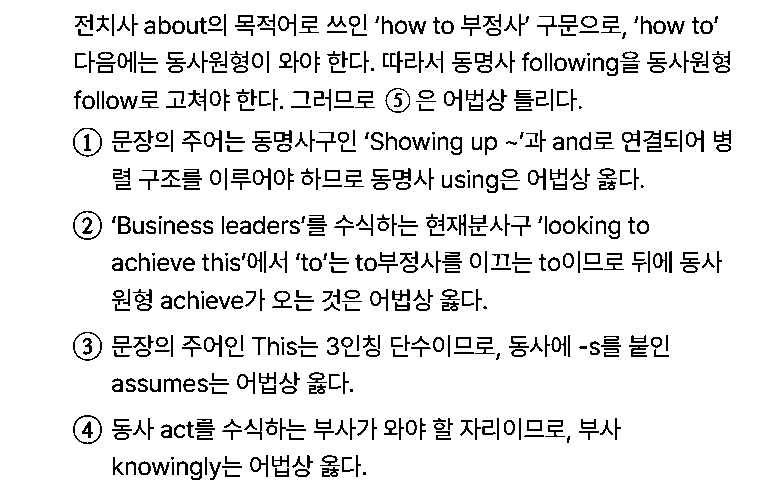 전치사 about의 목적어로 쓰인 ‘how to 부정사’ 구문으로, ‘how to’
다음에는 동사원형이 와야 한다. 따라서 동명사 following을 동사원형
follow로 고쳐야 한다. 그러므로 ⑤은 어법상 틀리다.
① 문장의 주어는 동명사구인 ‘Showing up ~’과 and로 연결되어 병
렬 구조를 이루어야 하므로 동명사 using은 어법상 옳다.
② ‘Business leaders’를 수식하는 현재분사구 ‘looking to
achieve this’에서 ‘to’는 to부정사를 이끄는 to이므로 뒤에 동사
원형 achieve가 오는 것은 어법상 옳다.
③ 문장의 주어인 This는 3인칭 단수이므로, 동사에 -s를 붙인
assumes는 어법상 옳다.
④ 동사 act를 수식하는 부사가 와야 할 자리이므로, 부사
knowingly는 어법상 옳다.